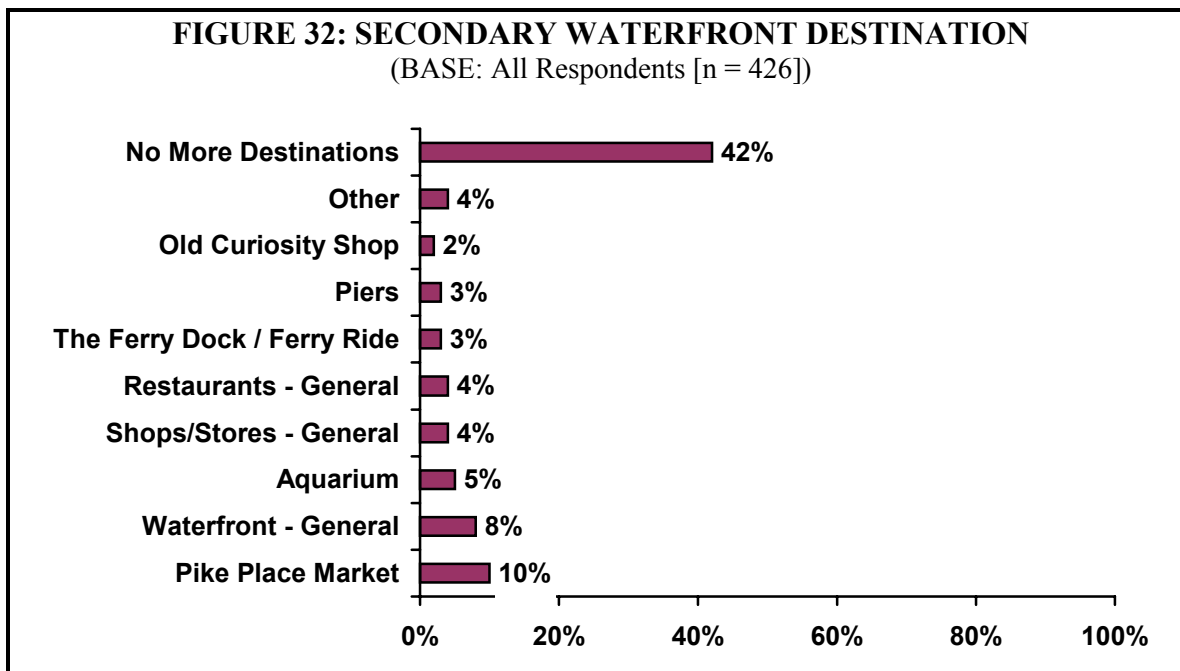 FIGURE 32: SECONDARY WATERFRONT DESTINATION
(BASE: All Respondents [n = 426])
No More Destinations 42%
Other 4%
Old Curiosity Shop 2%
Piers 3%
The Ferry Dock / Ferry Ride 3%
Restaurants - General 4%
Shops/Stores - General 4%
Aquarium 5%
Waterfront - General 8%
Pike Place Market 10%
0% 20% 40% 60% 80% 100%